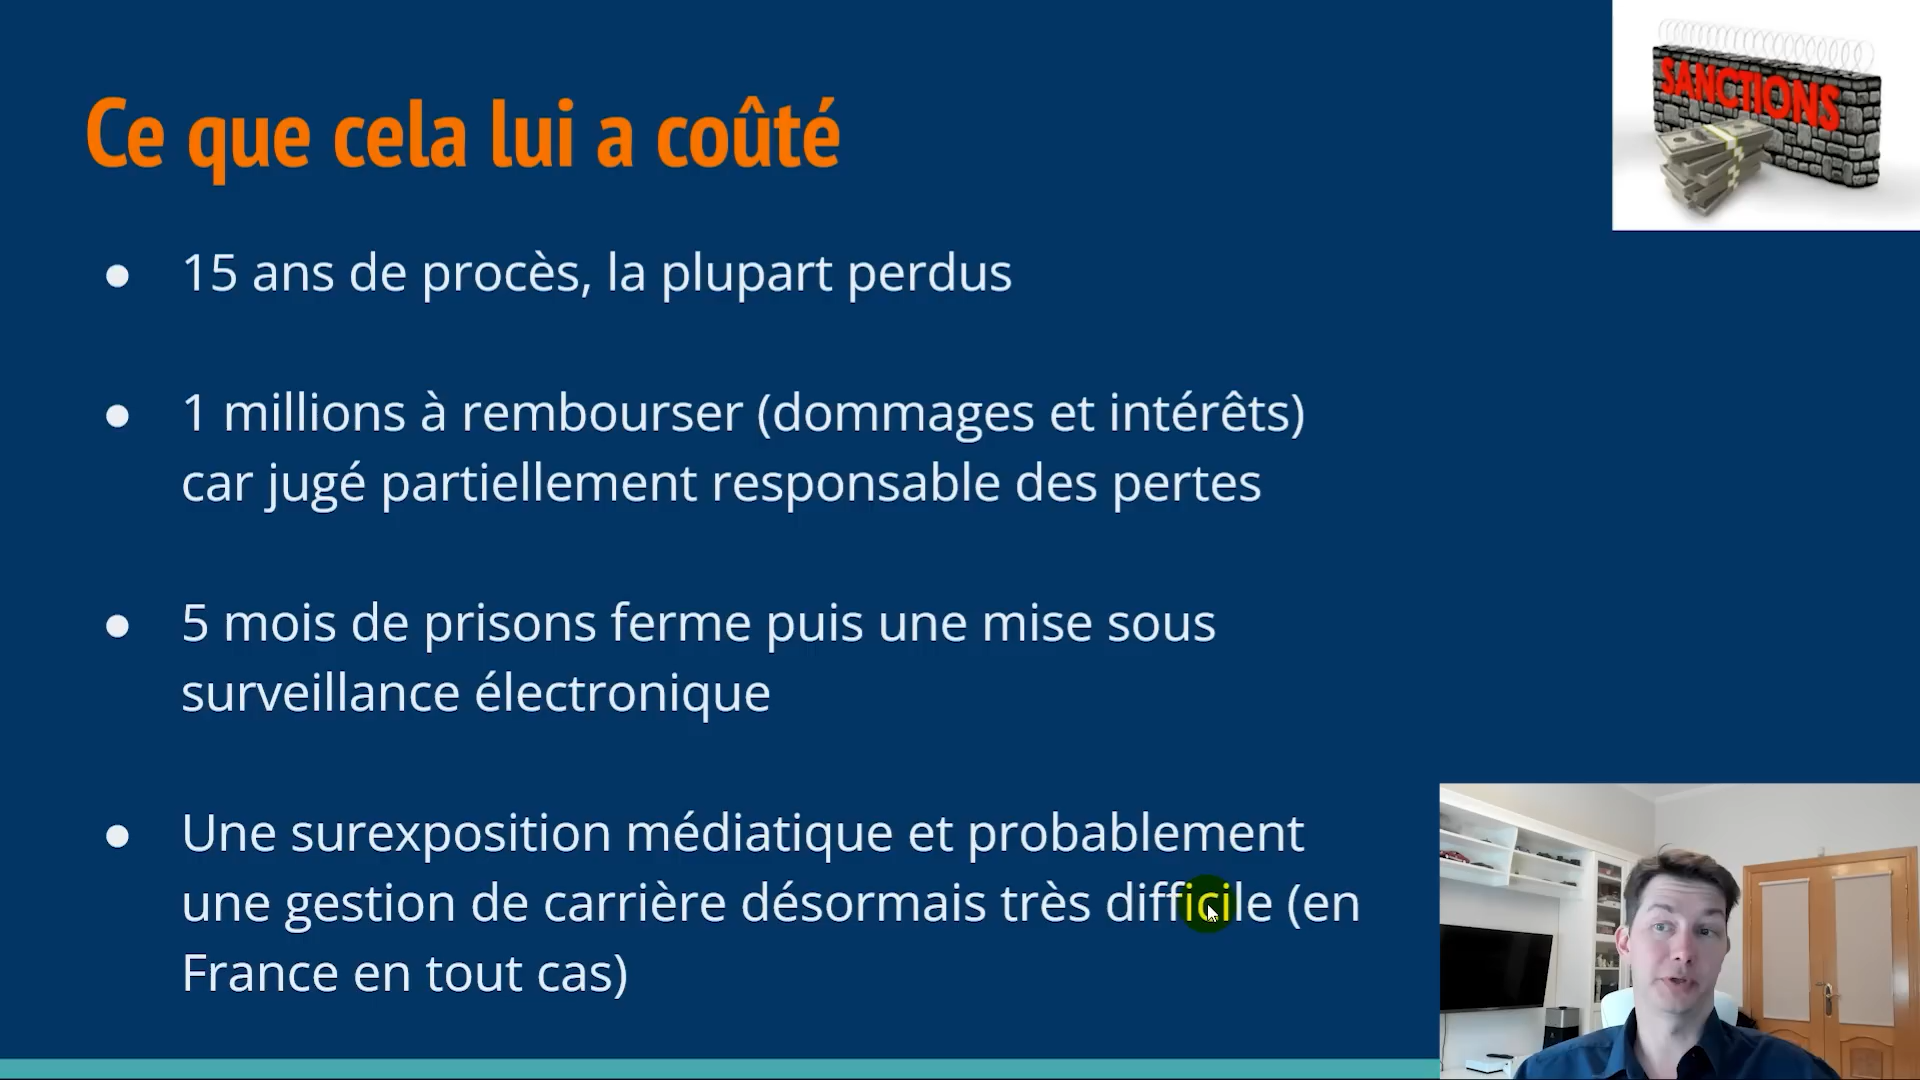 Ce que cela lui a coûté
SANCTIONS
● 15 ans de procès, la plupart perdus
● 1 millions à rembourser (dommages et intérêts)
car jugé partiellement responsable des pertes
● 5 mois de prisons ferme puis une mise sous
surveillance électronique
● Une surexposition médiatique et probablement
une gestion de carrière désormais très difficile (en
France en tout cas)